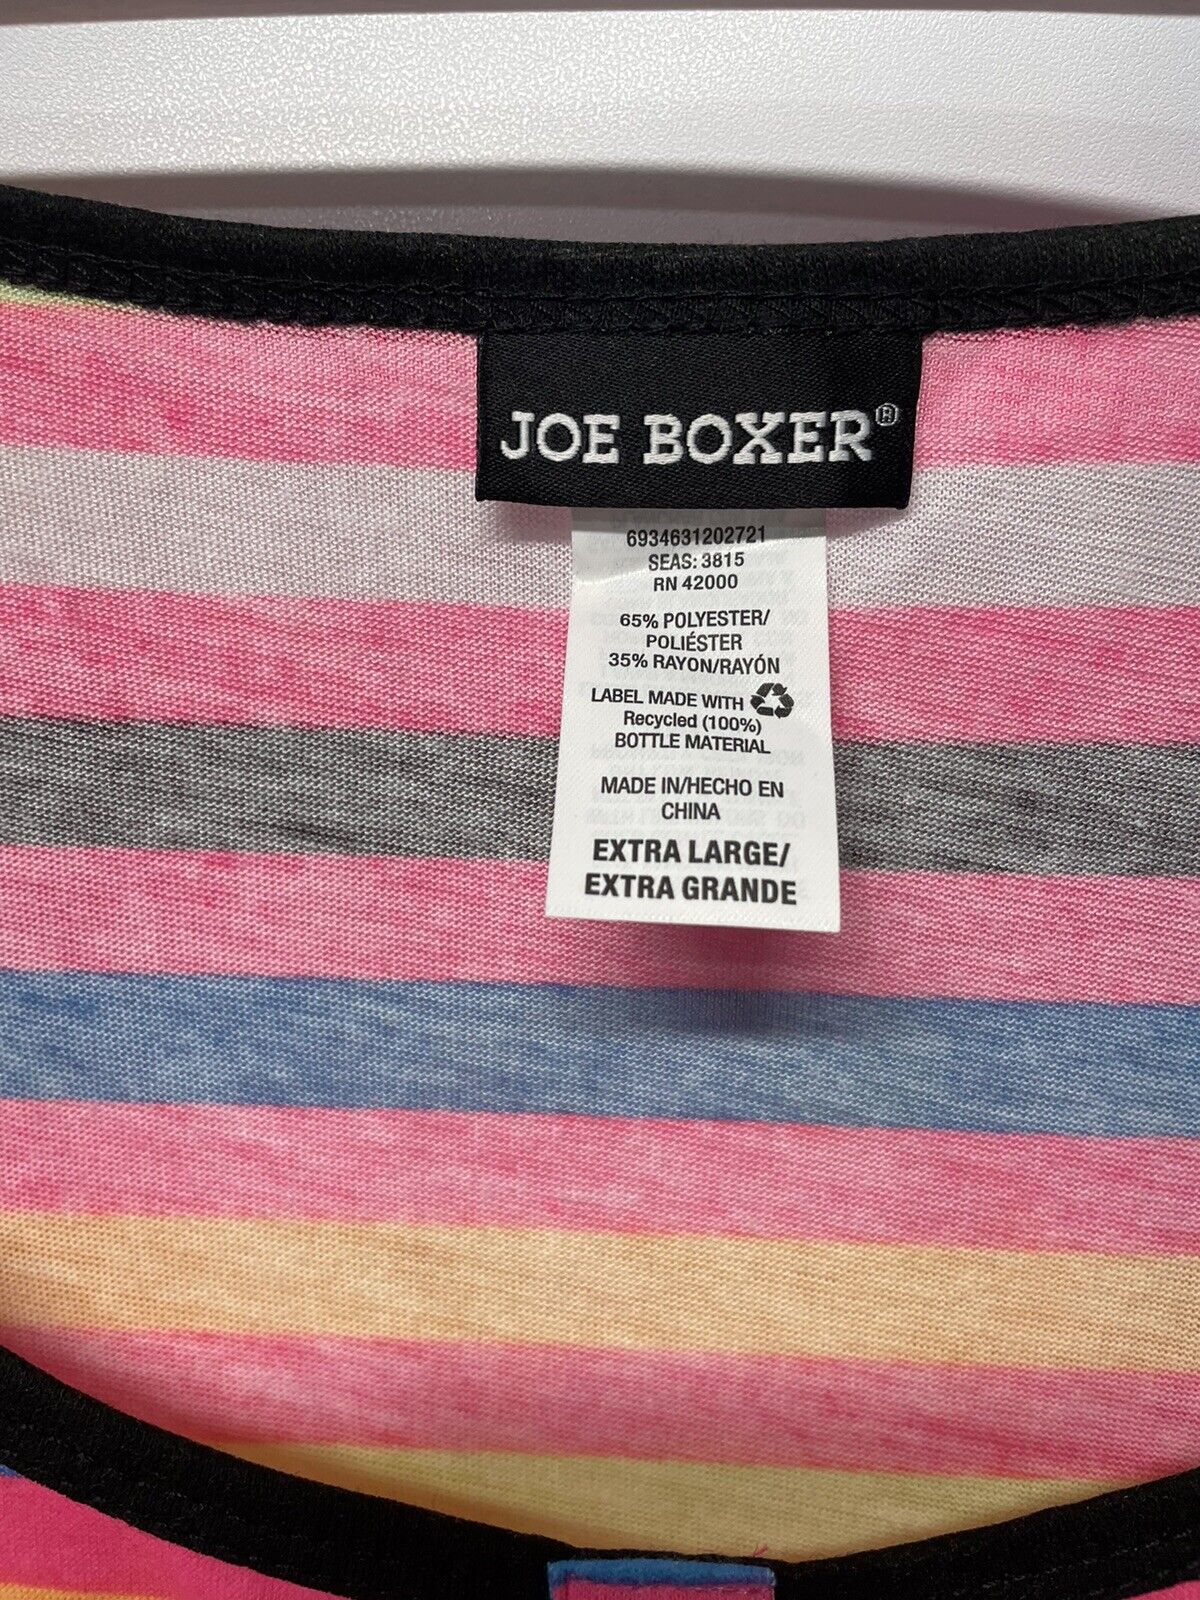 JOE BOXER®
6934631202721
SEAS: 3815
RN 42000
65% POLYESTER/
POLIÉSTER
35% RAYON/RAYÓN
LABEL MADE WITH
Recycled (100%)
BOTTLE MATERIAL
MADE IN/HECHO EN
CHINA
EXTRA LARGE/
EXTRA GRANDE